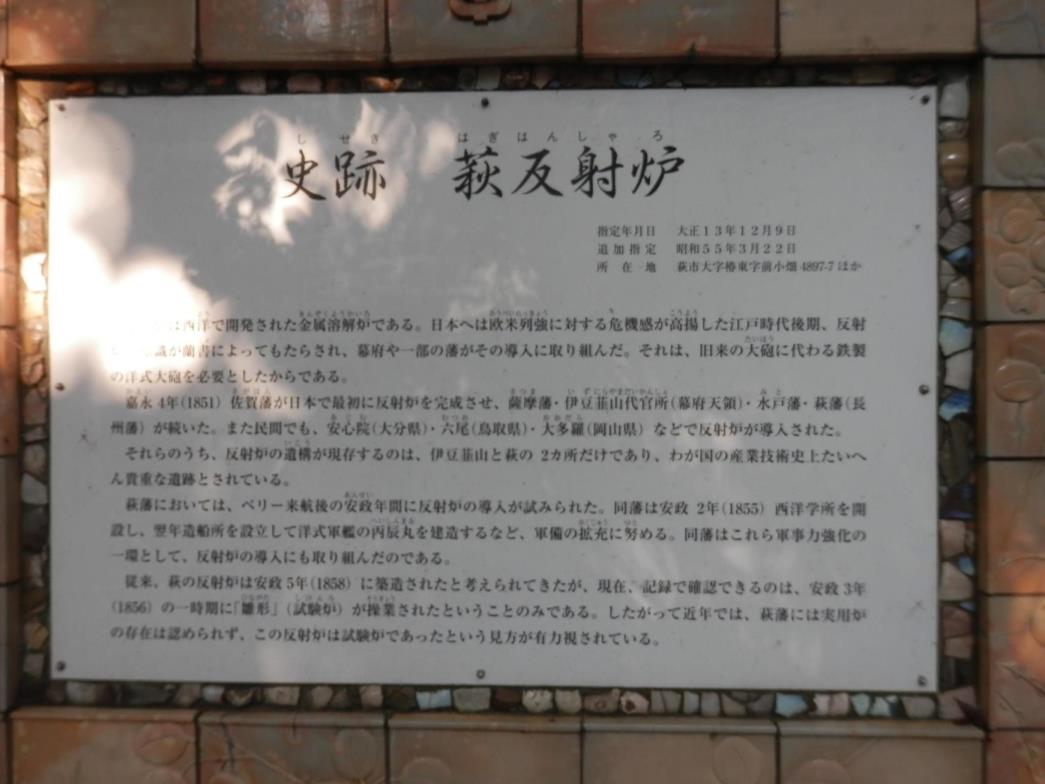 しせき はぎはんしゃろ
史跡 萩反射炉
指定年月日 大正13年12月9日
追加指定 昭和55年3月22日
所在地 萩市大字椿東字前小畑4897-7ほか
は西洋で開発された金属溶解炉である。日本へは欧米列強に対する危機感が高揚した江戸時代後期、反射
が蘭書によってもたらされ、幕府や一部の藩がその導入に取り組んだ。それは、旧来の大砲に代わる鉄製
の洋式大砲を必要としたからである。
嘉永4年(1851) 佐賀藩が日本で最初に反射炉を完成させ、薩摩藩・伊豆韮山代官所(幕府天領)・水戸藩・萩藩(長
州藩) が続いた。また民間でも、安心院(大分県)・六尾(鳥取県)・大多羅(岡山県) などで反射炉が導入された。
それらのうち、反射炉の遺構が現存するのは、伊豆韮山と萩の 2カ所だけであり、わが国の産業技術史上たいへ
ん貴重な遺跡とされている。
萩藩においては、ペリー来航後の安政年間に反射炉の導入が試みられた。同藩は安政 2年(1855) 西洋学所を開
設し、翌年造船所を設立して洋式軍艦の丙辰丸を建造するなど、軍備の拡充に努める。同藩はこれら軍事力強化の
一環として、反射炉の導入にも取り組んだのである。
従来、萩の反射炉は安政 5年(1858) に築造されたと考えられてきたが、現在、記録で確認できるのは、安政 3年
(1856) の一時期に「雛形」(試験炉) が操業されたということのみである。したがって近年では、萩藩には実用炉
の存在は認められず、この反射炉は試験炉であったという見方が有力視されている。